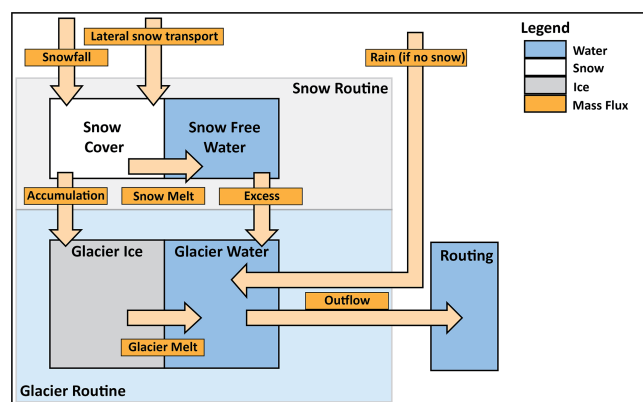 Lateral snow transport
Snowfall
Rain (if no snow)
Legend
Water
Snow
Ice
Mass Flux
Snow Routine
Snow
Cover
Snow Free
Water
Accumulation
Snow Melt
Excess
Glacier Ice
Glacier Water
Routing
Outflow
Glacier Melt
Glacier Routine